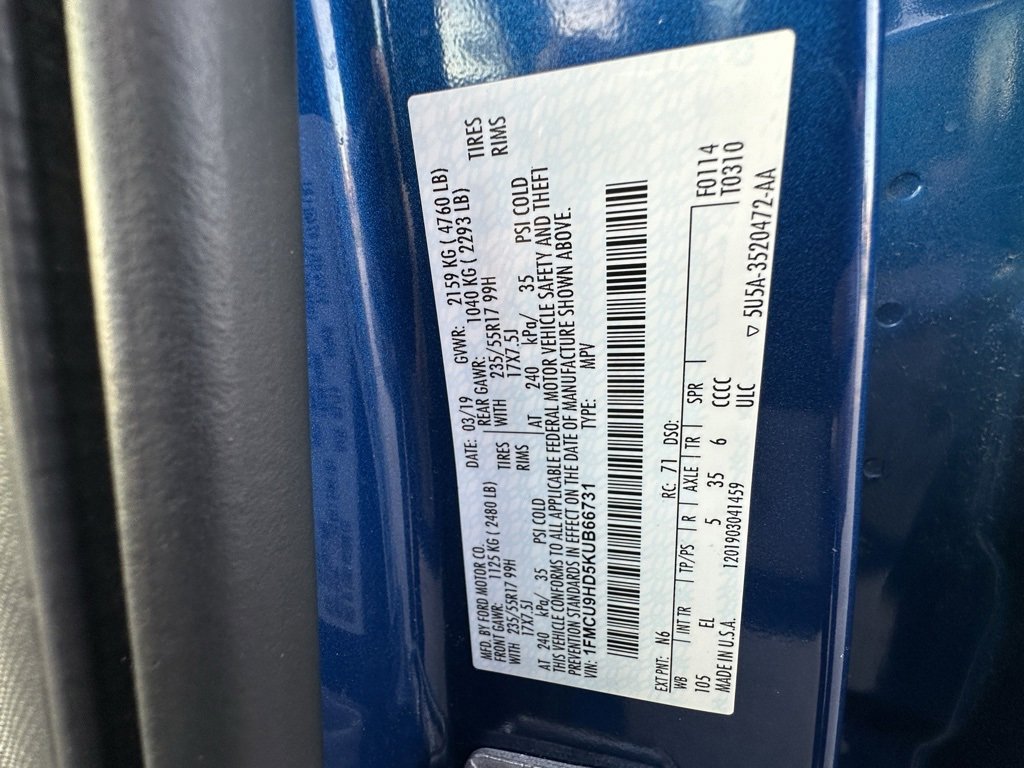 MFD. BY FORD MOTOR CO. DATE: 03/19 GVWR: 2159 KG ( 4760 LB)
FRONT GAWR: 1125 KG ( 2480 LB) REAR GAWR: 1040 KG ( 2293 LB)
WITH 235/55R17 99H TIRES WITH 235/55R17 99H TIRES
17X7.5J RIMS 17X7.5J RIMS
AT 240 kPa/ 35 PSI COLD AT 240 kPa/ 35 PSI COLD
THIS VEHICLE CONFORMS TO ALL APPLICABLE FEDERAL MOTOR VEHICLE SAFETY AND THEFT
PREVENTION STANDARDS IN EFFECT ON THE DATE OF MANUFACTURE SHOWN ABOVE.
VIN: 1FMCU9HD5KUB66731 TYPE: MPV
EXT PNT: N6 RC: 71 DSO: F0114
WB INT TR TP/PS R AXLE TR SPR T0310
105 EL 5 35 6 CCCC
MADE IN U.S.A. 1201903041459 ULC ▽ 5U5A-3520472-AA